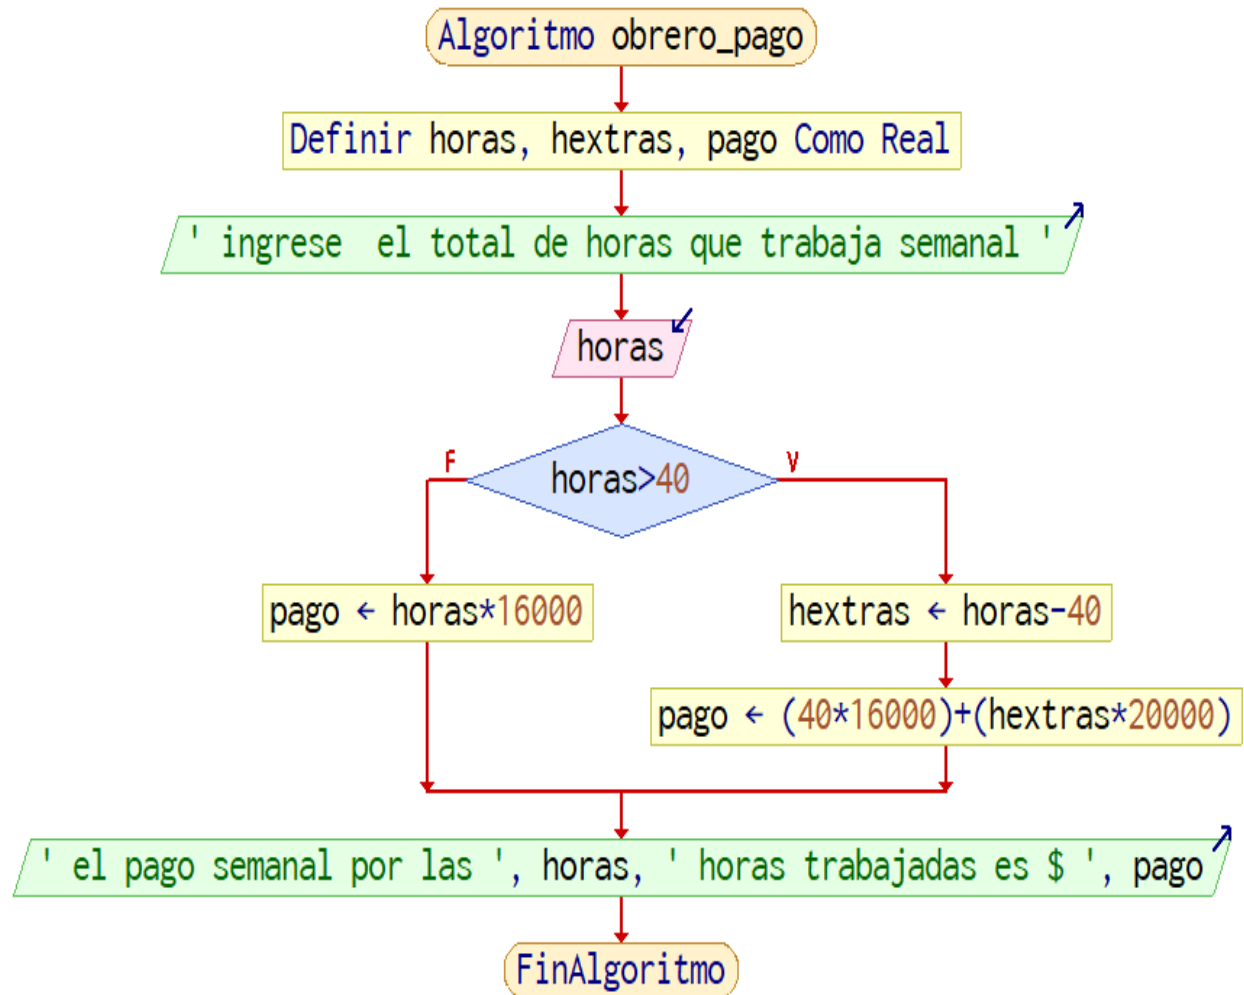 Algoritmo obrero_pago
Definir horas, hextras, pago Como Real
' ingrese  el total de horas que trabaja semanal '
horas
F
horas>40
V
pago ← horas*16000
hextras ← horas-40
pago ← (40*16000)+(hextras*20000)
' el pago semanal por las ', horas, ' horas trabajadas es $ ', pago
FinAlgoritmo